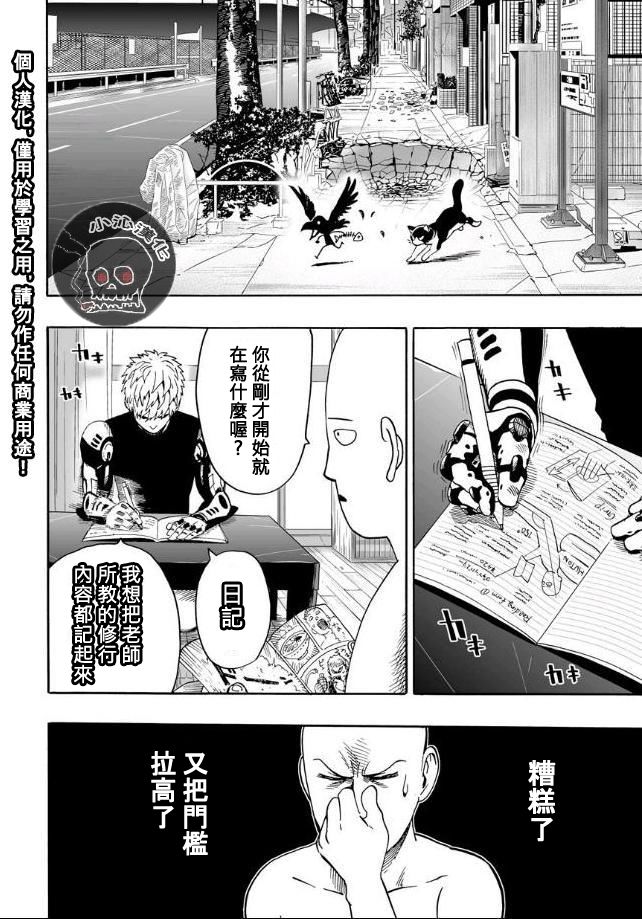 個人漢化，僅用於學習之用，請勿作任何商業用途！
小沁漢化
カキ
カキ
你從剛才開始就
在寫什麼喔？
カキ
カキ
日記
我想把老師
所教的修行
內容都記起來
糟糕了
又把門檻
拉高了